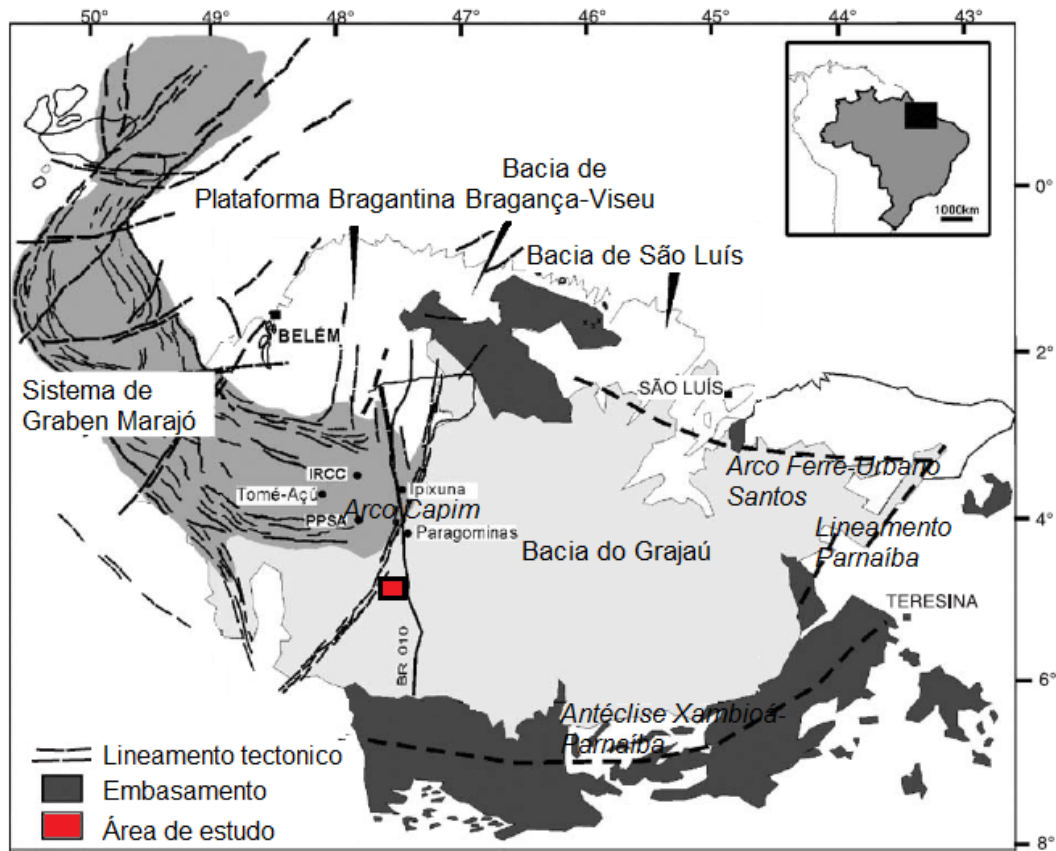 50° 49° 48° 47° 46° 45° 44° 43°
0°
1000km
Bacia de
Plataforma Bragantina Bragança-Viseu
Bacia de São Luís
BELÉM
2°
Sistema de
Graben Marajó
SÃO LUÍS
IRCC
Tomé-Açú
Ipixuna
Arco Capim
PPSA
Paragominas
Arco Ferre-Urbano
Santos
4°
Lineamento
Parnaíba
Bacia do Grajaú
TERESINA
BR 010
6°
Antéclise Xambioá-
Parnaíba
Lineamento tectonico
Embasamento
Área de estudo
8°